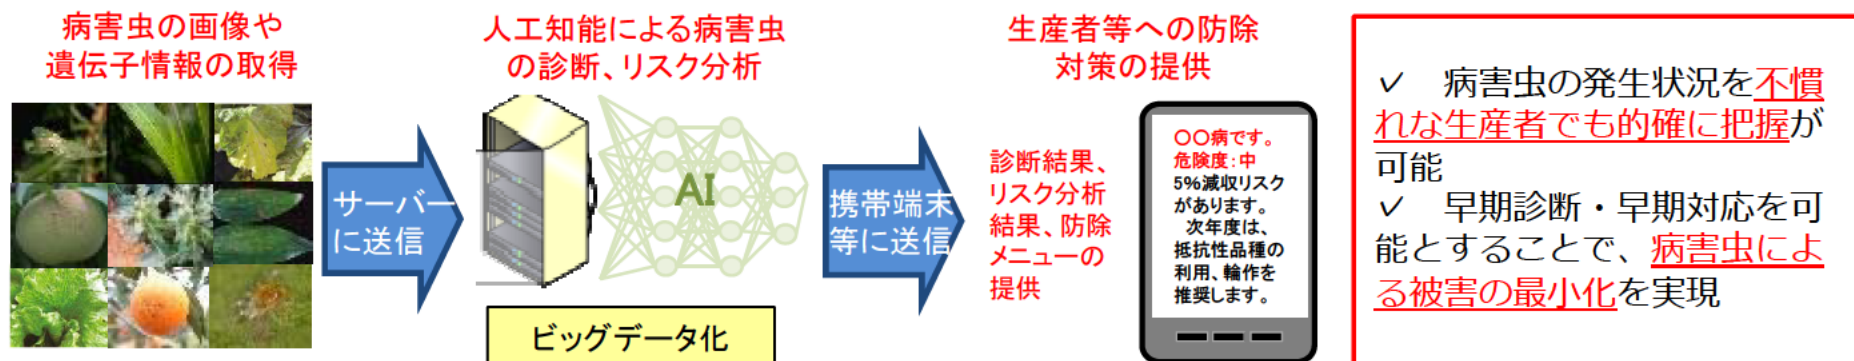 病害虫の画像や
遺伝子情報の取得
サーバー
に送信
人工知能による病害虫
の診断、リスク分析
AI
ビッグデータ化
携帯端末
等に送信
生産者等への防除
対策の提供
診断結果、
リスク分析
結果、防除
メニューの
提供
〇〇病です。
危険度：中
5%減収リスク
があります。
次年度は、
抵抗性品種の
利用、輪作を
推奨します。
✓ 病害虫の発生状況を不慣
れな生産者でも的確に把握が
可能
✓ 早期診断・早期対応を可
能とすることで、病害虫によ
る被害の最小化を実現